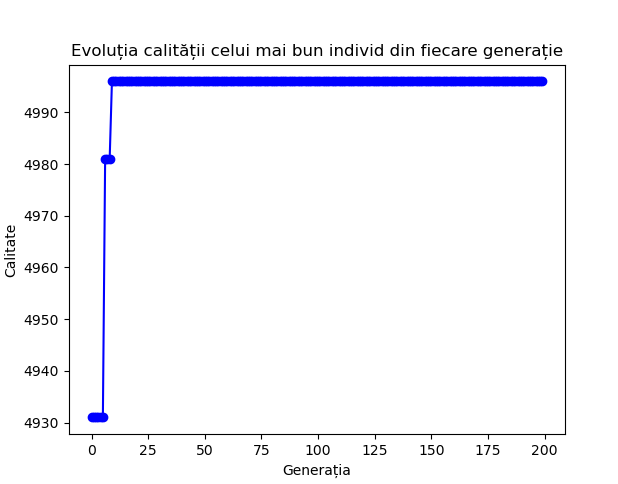 Evoluția calității celui mai bun individ din fiecare generație
4990
4980
4970
4960
4950
4940
4930
Calitate
0 25 50 75 100 125 150 175 200
Generația